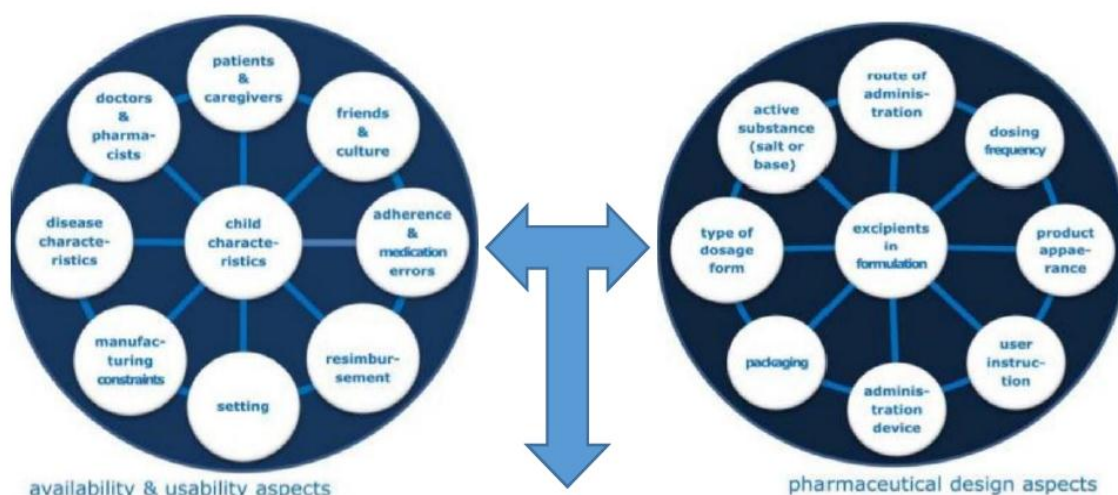 patients
&
caregivers
doctors
&
pharma-
cists
friends
&
culture
disease
characte-
ristics
child
characte-
ristics
adherence
&
medication
errors
manufac-
turing
constraints
resimbur-
sement
setting
availability & usability aspects
route of
adminis-
tration
active
substance
(salt or
base)
dosing
frequency
type of
dosage
form
excipients
in
formulation
product
appae-
rance
packaging
user
instruc-
tion
adminis-
tration
device
pharmaceutical design aspects